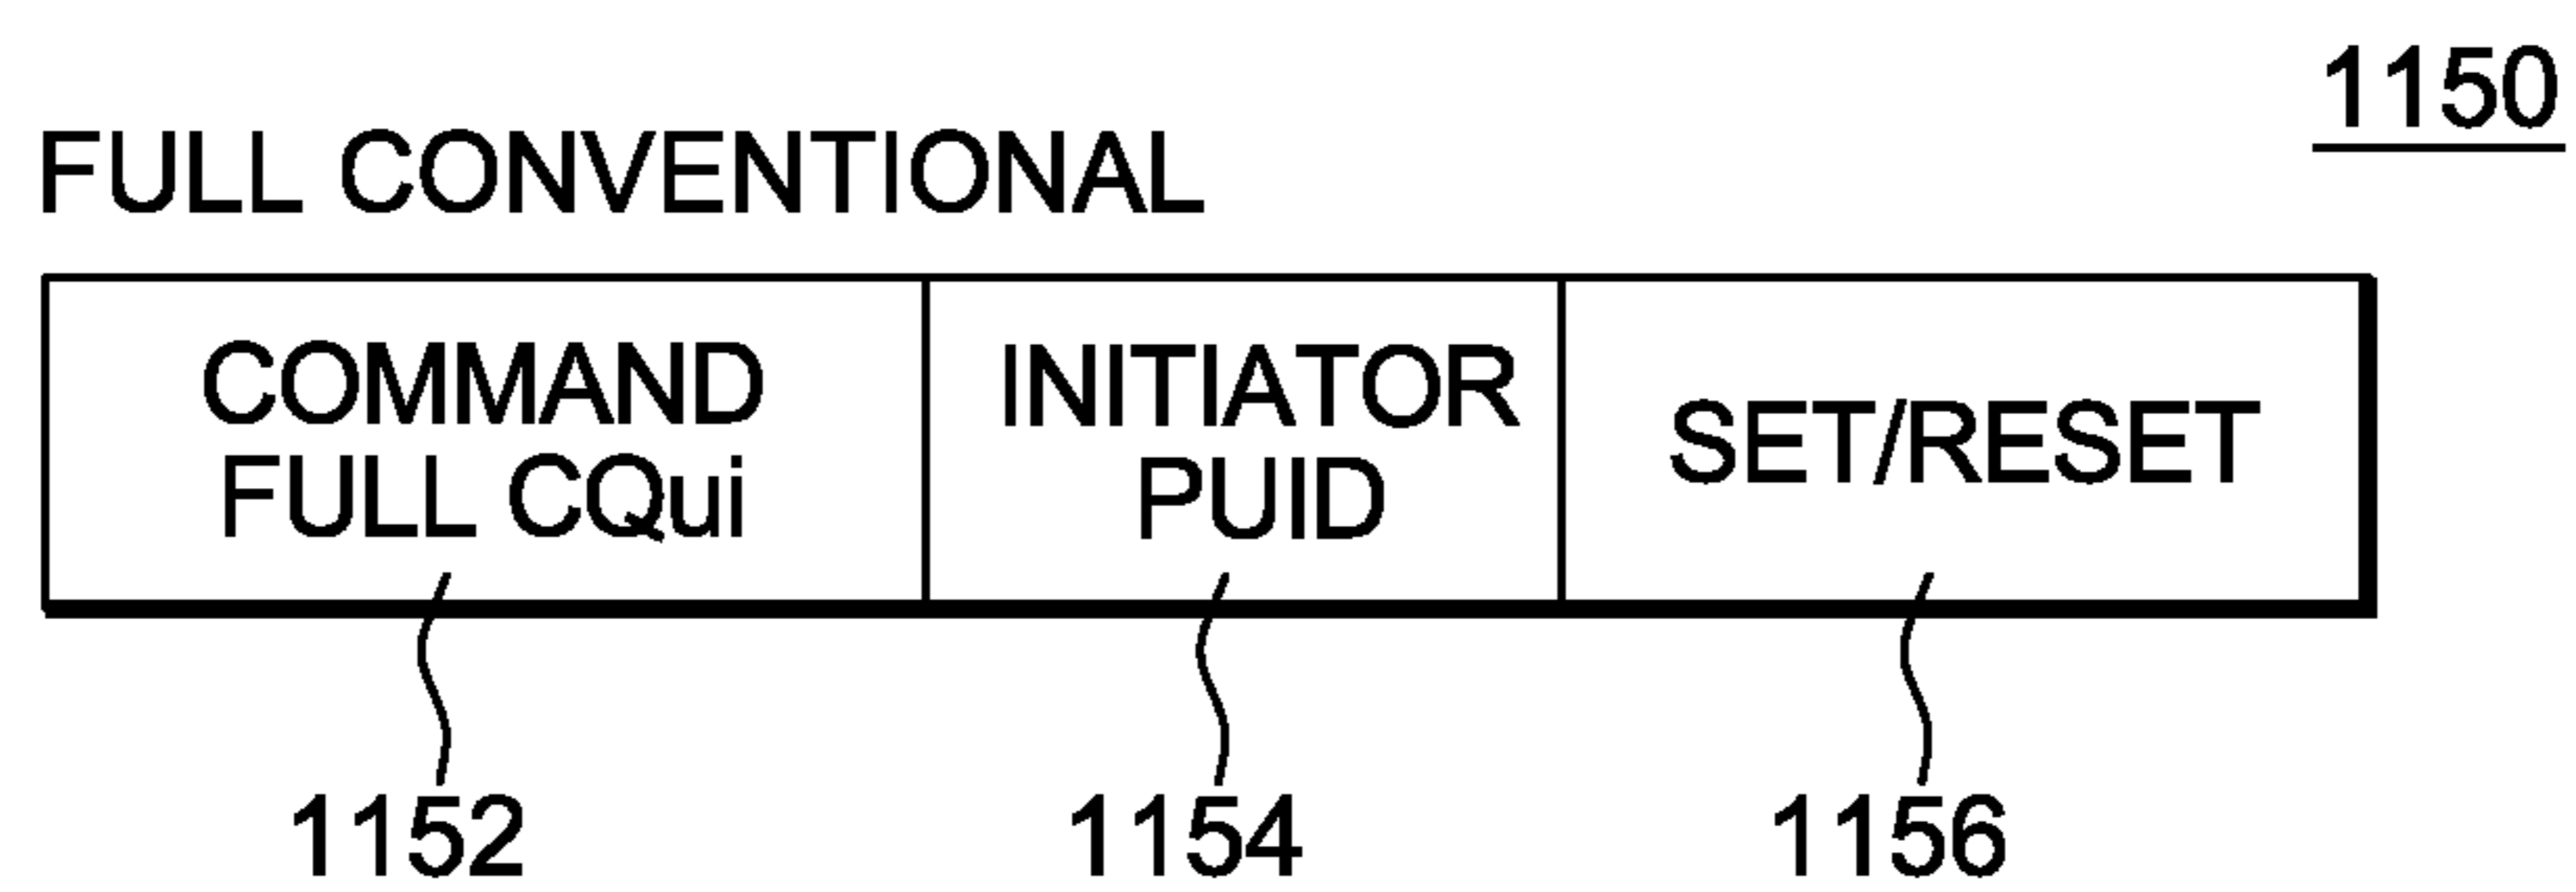 1150
FULL CONVENTIONAL
COMMAND
FULL CQui
INITIATOR
PUID
SET/RESET
1152
1154
1156